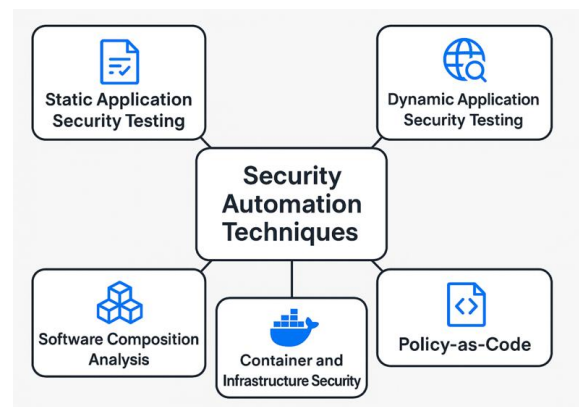 Static Application
Security Testing
Dynamic Application
Security Testing
Security
Automation
Techniques
Software Composition
Analysis
Container and
Infrastructure Security
Policy-as-Code